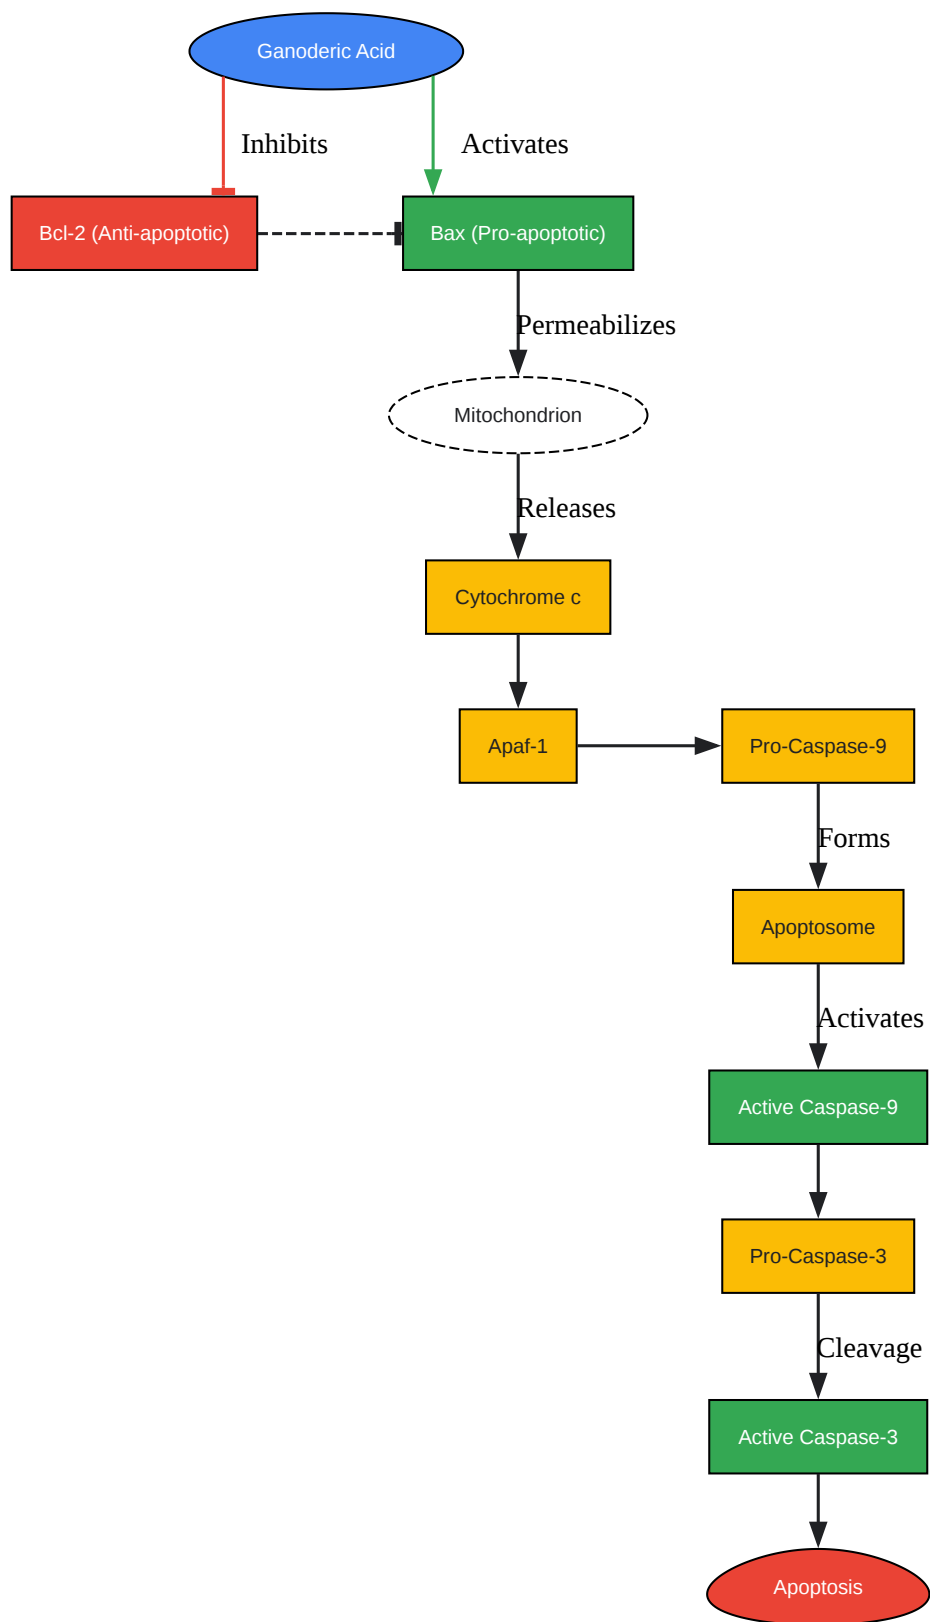 Ganoderic Acid
Inhibits
Activates
Bcl-2 (Anti-apoptotic)
Bax (Pro-apoptotic)
Permeabilizes
Mitochondrion
Releases
Cytochrome c
Apaf-1
Pro-Caspase-9
Forms
Apoptosome
Activates
Active Caspase-9
Pro-Caspase-3
Cleavage
Active Caspase-3
Apoptosis